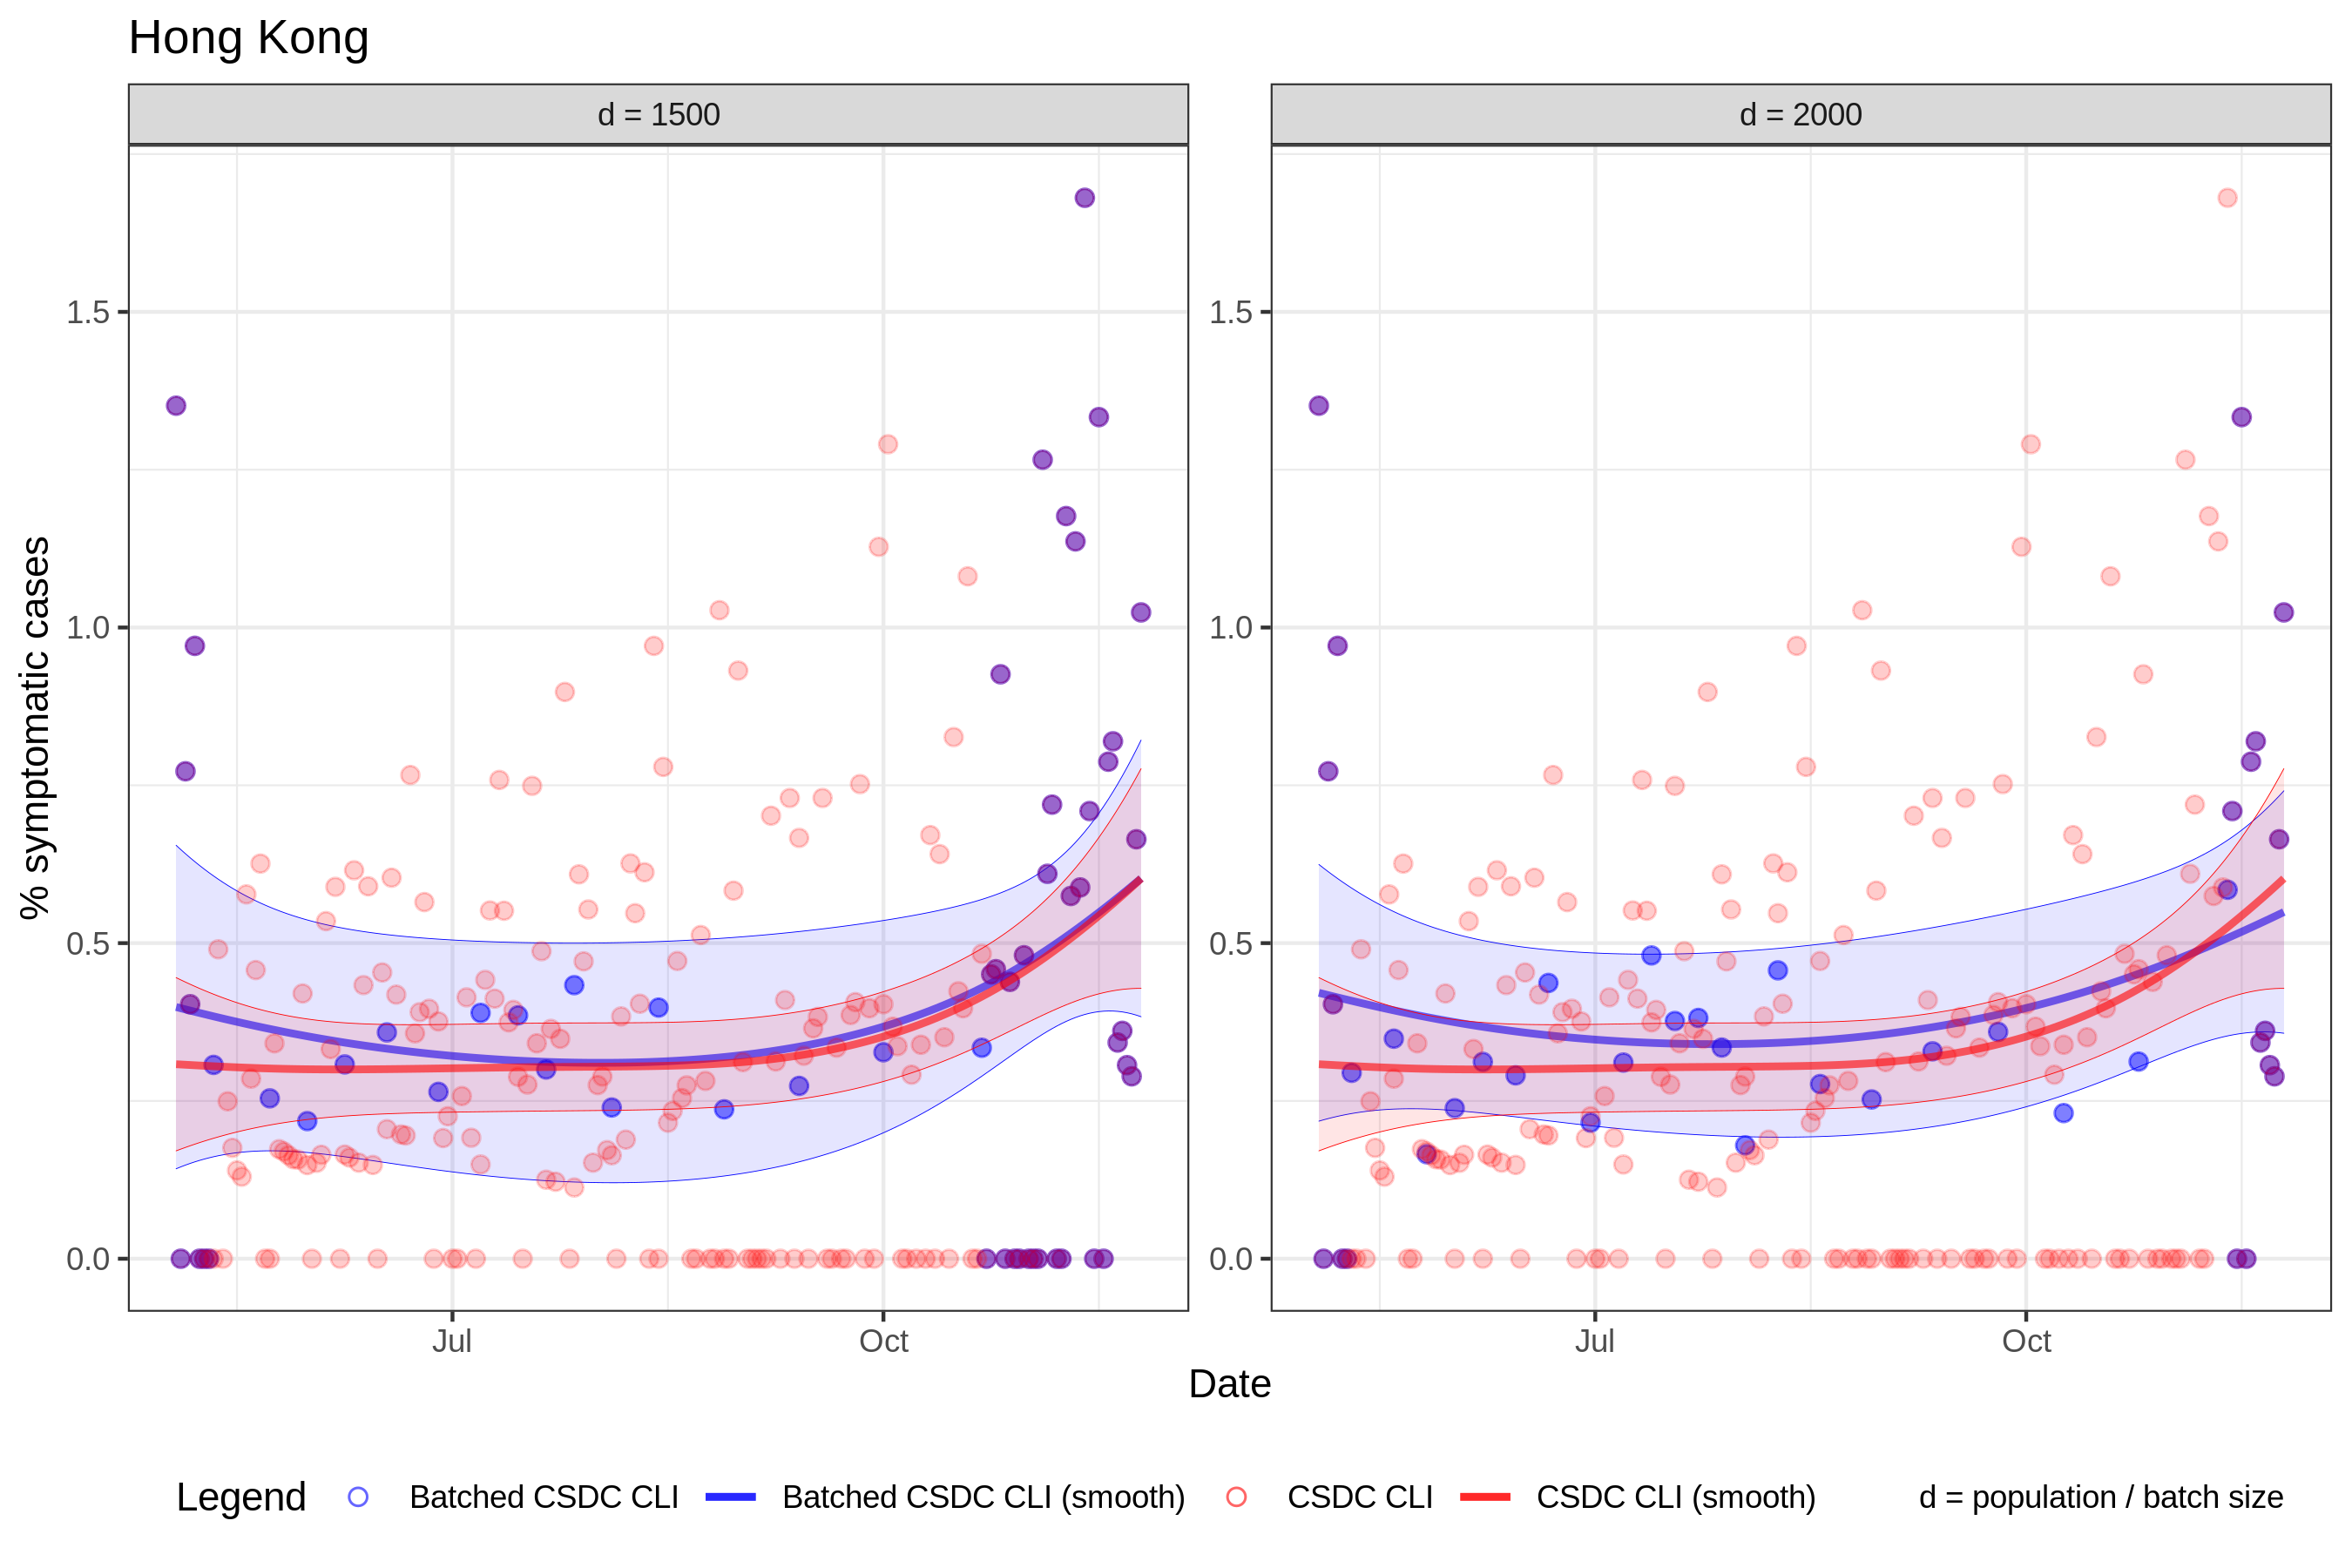 Hong Kong
d = 1500
d = 2000
% symptomatic cases
1.5
1.0
0.5
0.0
1.5
1.0
0.5
0.0
Jul
Oct
Jul
Oct
Date
Legend
Batched CSDC CLI
Batched CSDC CLI (smooth)
CSDC CLI
CSDC CLI (smooth)
d = population / batch size